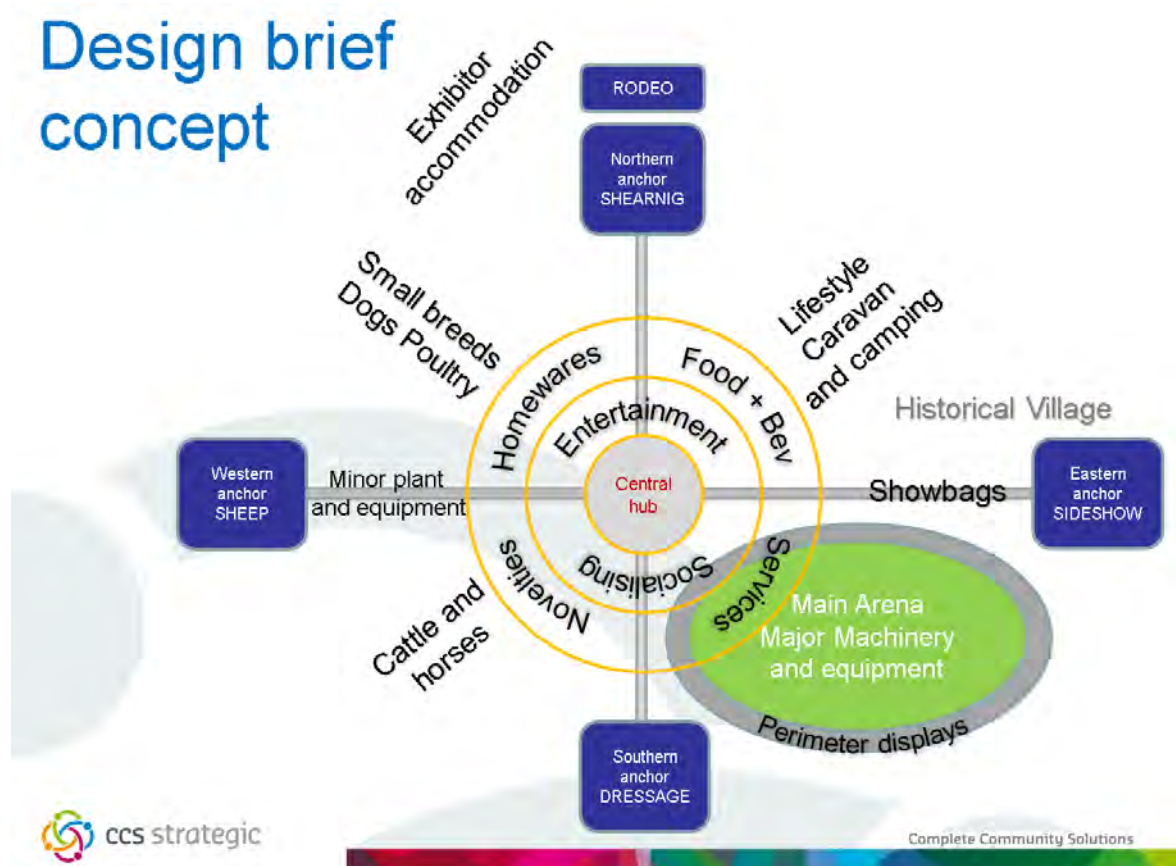 Design brief
concept
Exhibitor
accommodation
RODEO
Northern
anchor
SHEARNIG
Small breeds
Dogs Poultry
Lifestyle
Caravan
and camping
Homewares
Food + Bev
Entertainment
Historical Village
Western
anchor
SHEEP
Minor plant
and equipment
Central
hub
Showbags
Eastern
anchor
SIDESHOW
Novelties
Socialising
Services
Cattle and
horses
Main Arena
Major Machinery
and equipment
Perimeter displays
Southern
anchor
DRESSAGE
ccs strategic
Complete Community Solutions